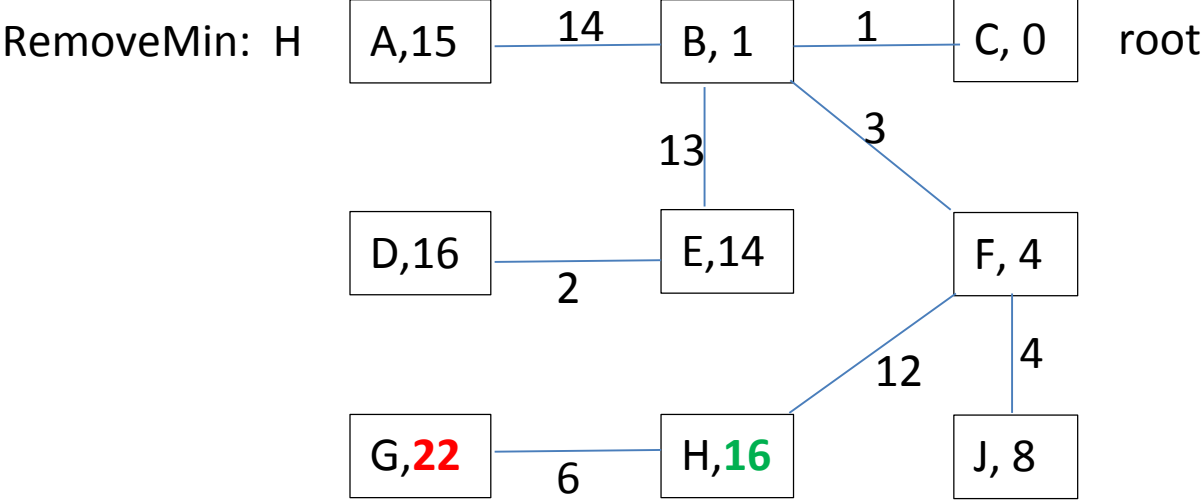 RemoveMin: H A,15 14 B, 1 1 C, 0 root
13 3
D,16 2 E,14 F, 4
12 4
G,22 6 H,16 J, 8